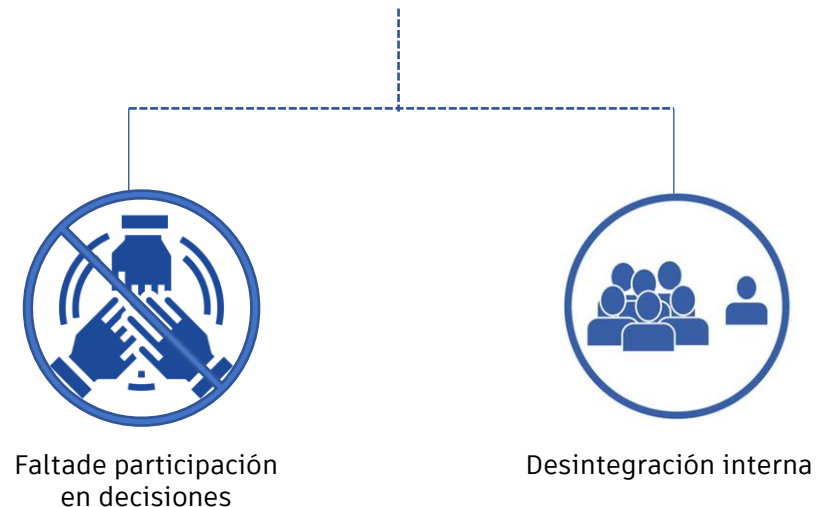 Faltade participación
en decisiones
Desintegración interna